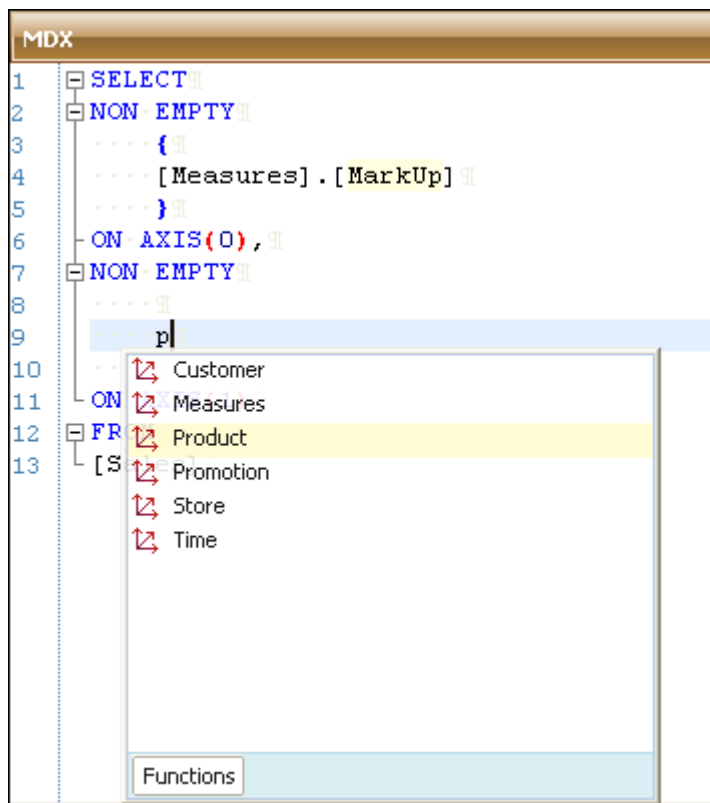 MDX
1 SELECT¶
2 NON EMPTY¶
3 {¶
4 [Measures].[MarkUp]¶
5 }¶
6 ON AXIS(0),¶
7 NON EMPTY¶
8 ¶
9 p
10
11 ON
12 FR
13 [S
Customer
Measures
Product
Promotion
Store
Time
Functions